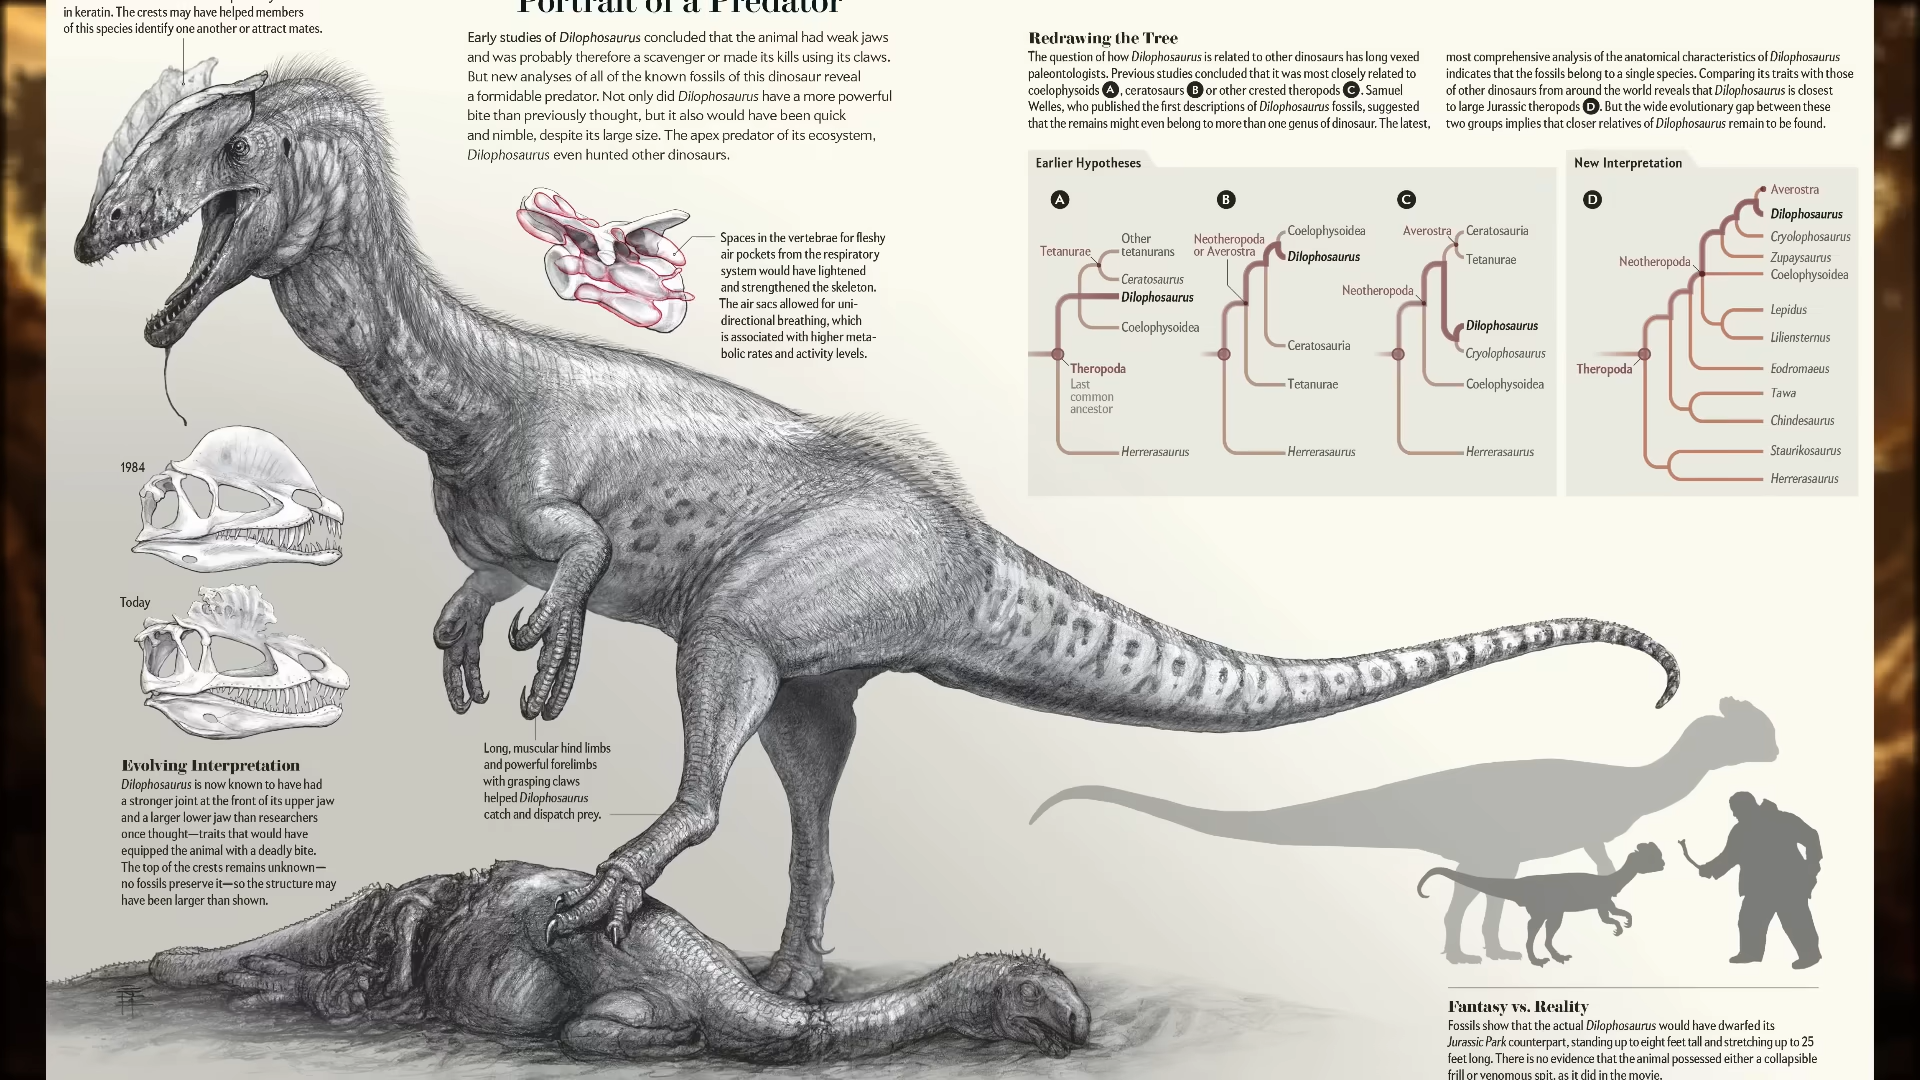 in keratin. The crests may have helped members
of this species identify one another or attract mates.
Portrait of a Predator
Early studies of Dilophosaurus concluded that the animal had weak jaws
and was probably therefore a scavenger or made its kills using its claws.
But new analyses of all of the known fossils of this dinosaur reveal
a formidable predator. Not only did Dilophosaurus have a more powerful
bite than previously thought, but it also would have been quick
and nimble, despite its large size. The apex predator of its ecosystem,
Dilophosaurus even hunted other dinosaurs.
Spaces in the vertebrae for fleshy
air pockets from the respiratory
system would have lightened
and strengthened the skeleton.
The air sacs allowed for uni-
directional breathing, which
is associated with higher meta-
bolic rates and activity levels.
1984
Today
Evolving Interpretation
Dilophosaurus is now known to have had
a stronger joint at the front of its upper jaw
and a larger lower jaw than researchers
once thought—traits that would have
equipped the animal with a deadly bite.
The top of the crests remains unknown—
no fossils preserve it—so the structure may
have been larger than shown.
Long, muscular hind limbs
and powerful forelimbs
with grasping claws
helped Dilophosaurus
catch and dispatch prey.
Redrawing the Tree
The question of how Dilophosaurus is related to other dinosaurs has long vexed
paleontologists. Previous studies concluded that it was most closely related to
coelophysoids A, ceratosaurs B or other crested theropods C. Samuel
Welles, who published the first descriptions of Dilophosaurus fossils, suggested
that the remains might even belong to more than one genus of dinosaur. The latest,
most comprehensive analysis of the anatomical characteristics of Dilophosaurus
indicates that the fossils belong to a single species. Comparing its traits with those
of other dinosaurs from around the world reveals that Dilophosaurus is closest
to large Jurassic theropods D. But the wide evolutionary gap between these
two groups implies that closer relatives of Dilophosaurus remain to be found.
Earlier Hypotheses
A
Tetanurae
Other
tetanurans
Ceratosaurus
Dilophosaurus
Coelophysoidea
Theropoda
Last
common
ancestor
Herrerasaurus
B
Neotheropoda
or Averostra
Coelophysoidea
Dilophosaurus
Ceratosauria
Tetanurae
Herrerasaurus
C
Averostra
Ceratosauria
Tetanurae
Neotheropoda
Dilophosaurus
Cryolophosaurus
Coelophysoidea
Herrerasaurus
New Interpretation
D
Averostra
Dilophosaurus
Cryolophosaurus
Zupaysaurus
Neotheropoda
Coelophysoidea
Lepidus
Liliensternus
Theropoda
Eodromaeus
Tawa
Chindesaurus
Staurikosaurus
Herrerasaurus
Fantasy vs. Reality
Fossils show that the actual Dilophosaurus would have dwarfed its
Jurassic Park counterpart, standing up to eight feet tall and stretching up to 25
feet long. There is no evidence that the animal possessed either a collapsible
frill or venomous spit, as it did in the movie.